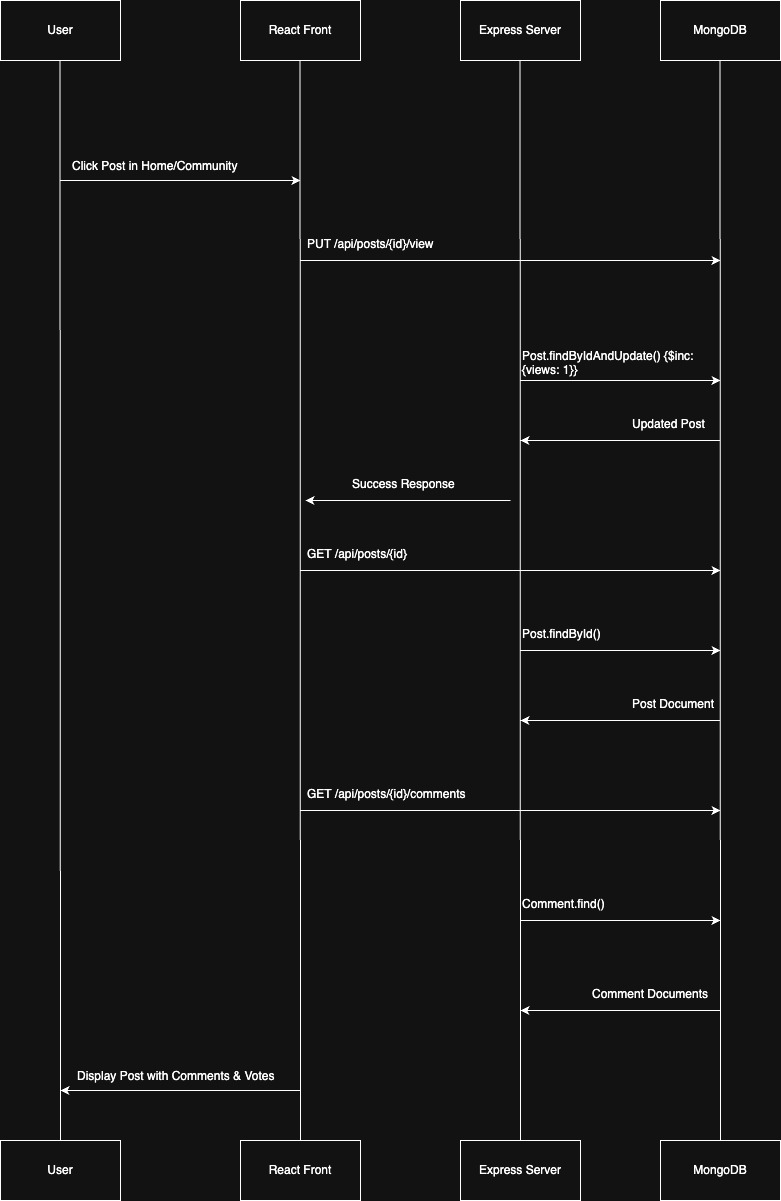 User
React Front
Express Server
MongoDB
Click Post in Home/Community
PUT /api/posts/{id}/view
Post.findByIdAndUpdate() {$inc:
{views: 1}}
Updated Post
Success Response
GET /api/posts/{id}
Post.findById()
Post Document
GET /api/posts/{id}/comments
Comment.find()
Comment Documents
Display Post with Comments & Votes
User
React Front
Express Server
MongoDB